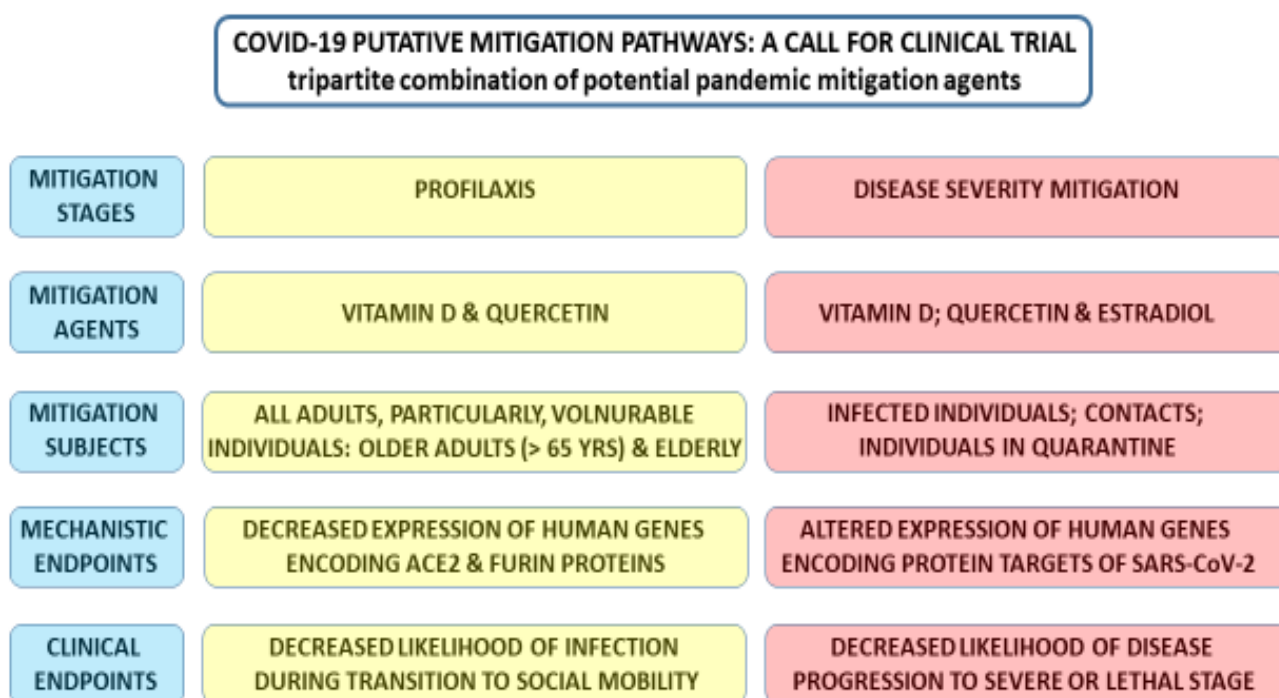 COVID-19 PUTATIVE MITIGATION PATHWAYS: A CALL FOR CLINICAL TRIAL
tripartite combination of potential pandemic mitigation agents
MITIGATION
STAGES
PROFILAXIS
DISEASE SEVERITY MITIGATION
MITIGATION
AGENTS
VITAMIN D & QUERCETIN
VITAMIN D; QUERCETIN & ESTRADIOL
MITIGATION
SUBJECTS
ALL ADULTS, PARTICULARLY, VOLNURABLE
INDIVIDUALS: OLDER ADULTS (> 65 YRS) & ELDERLY
INFECTED INDIVIDUALS; CONTACTS;
INDIVIDUALS IN QUARANTINE
MECHANISTIC
ENDPOINTS
DECREASED EXPRESSION OF HUMAN GENES
ENCODING ACE2 & FURIN PROTEINS
ALTERED EXPRESSION OF HUMAN GENES
ENCODING PROTEIN TARGETS OF SARS-CoV-2
CLINICAL
ENDPOINTS
DECREASED LIKELIHOOD OF INFECTION
DURING TRANSITION TO SOCIAL MOBILITY
DECREASED LIKELIHOOD OF DISEASE
PROGRESSION TO SEVERE OR LETHAL STAGE